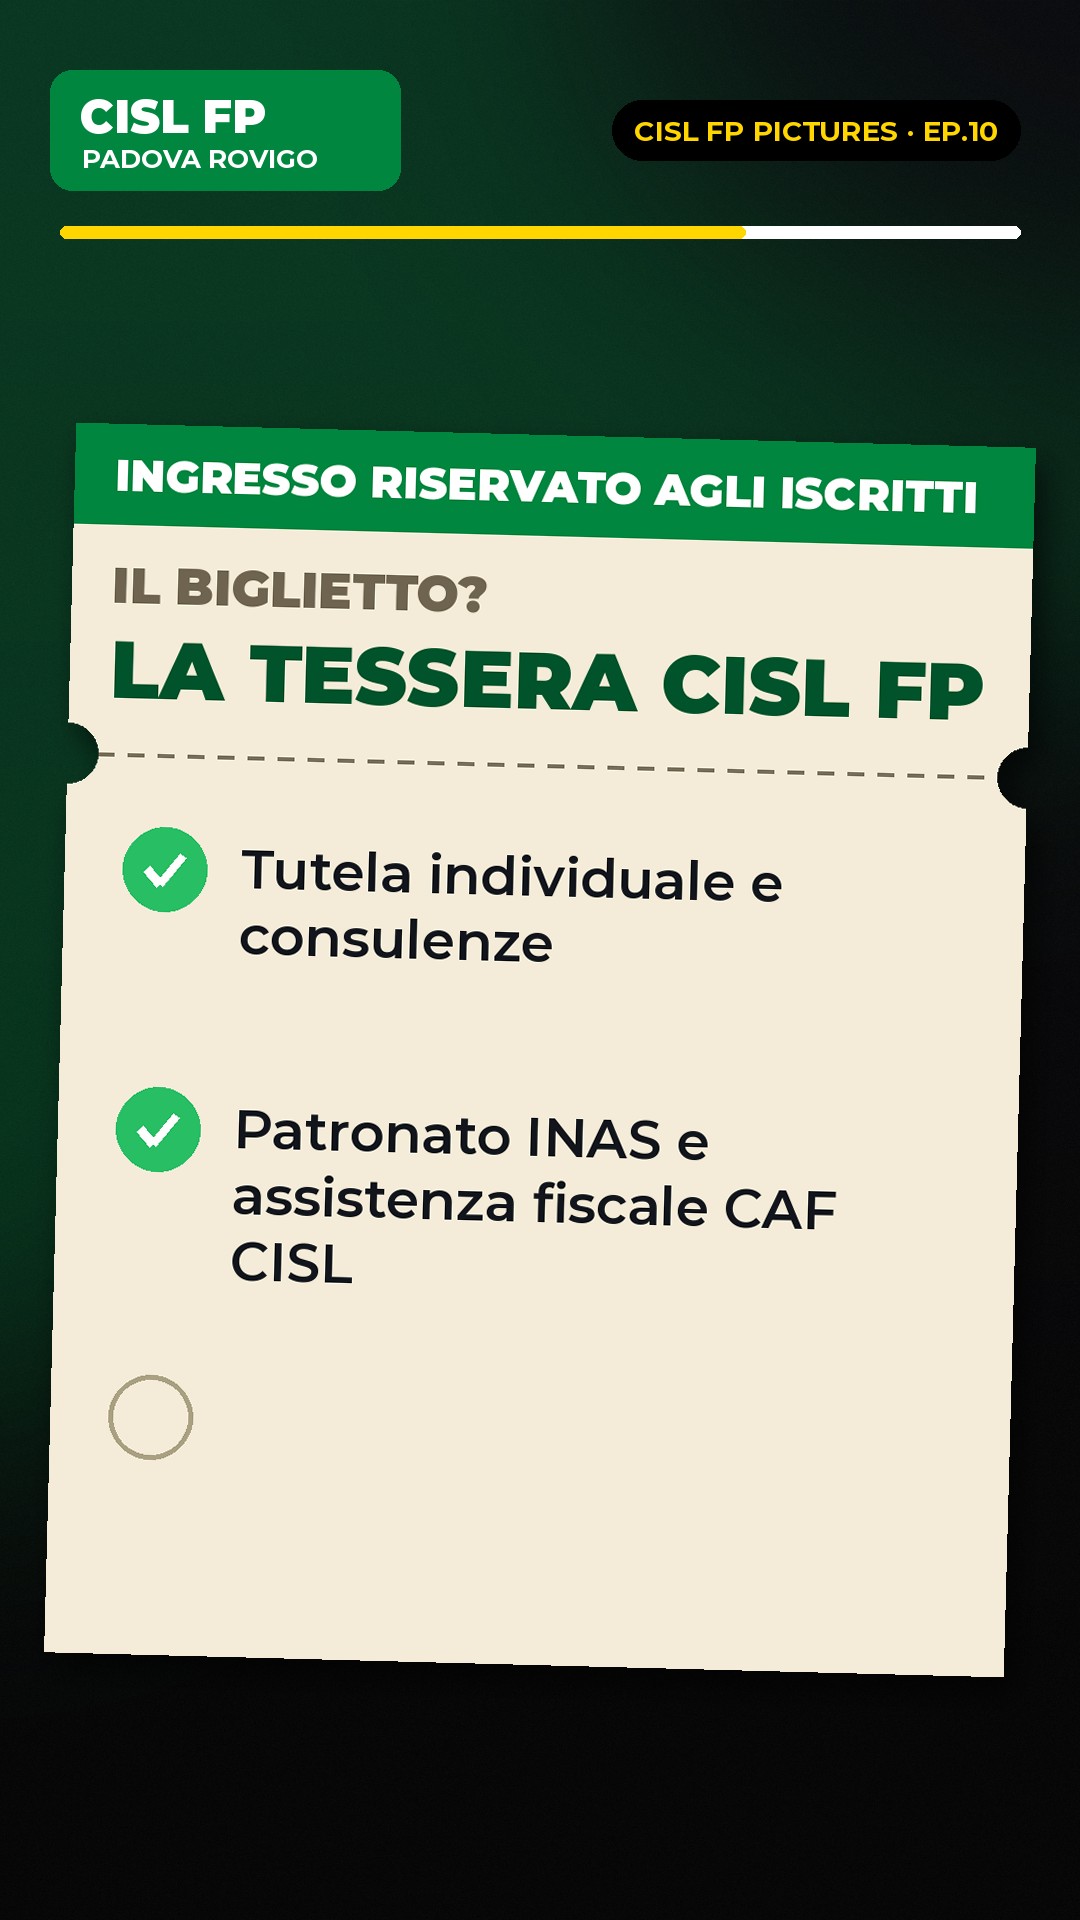 CISL FP
PADOVA ROVIGO
CISL FP PICTURES · EP.10
INGRESSO RISERVATO AGLI ISCRITTI
IL BIGLIETTO?
LA TESSERA CISL FP
Tutela individuale e
consulenze
Patronato INAS e
assistenza fiscale CAF
CISL